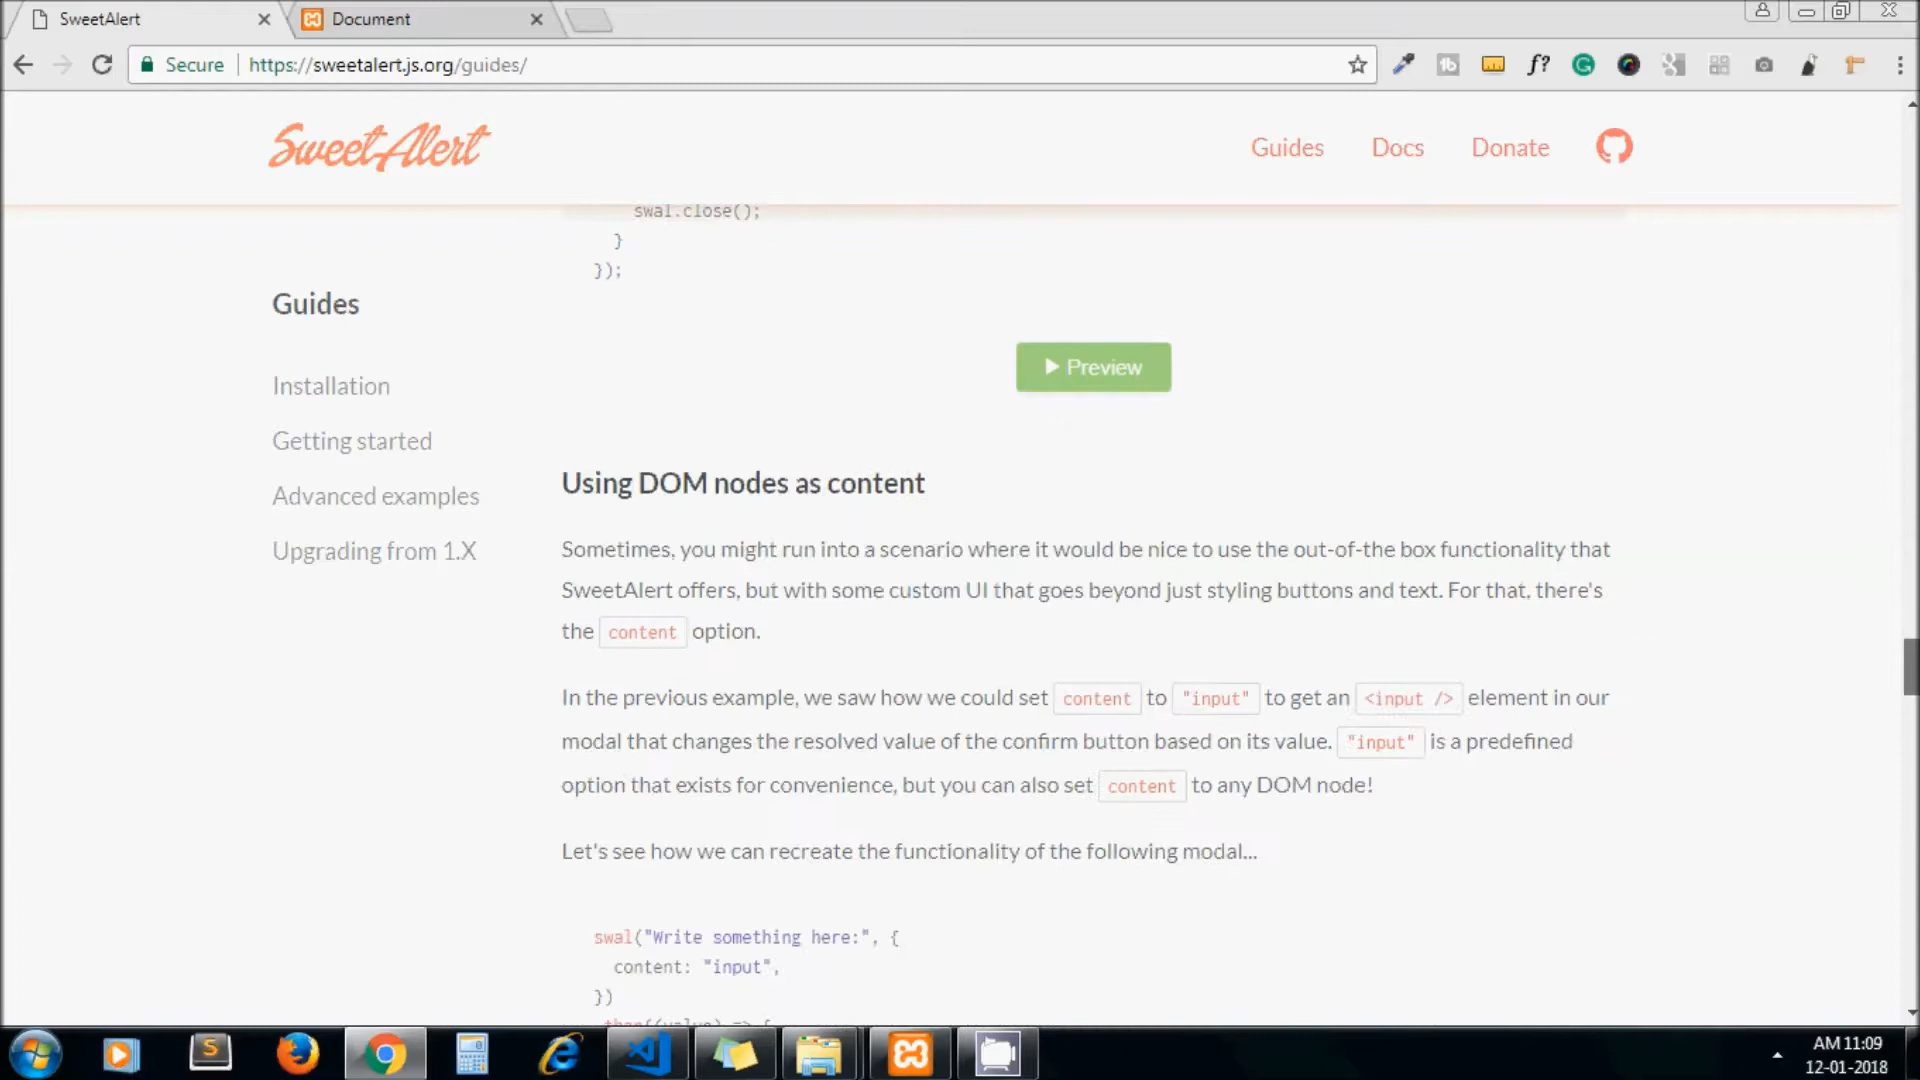 SweetAlert
Document
Secure
https://sweetalert.js.org/guides/
f?
SweetAlert
Guides
Docs
Donate
swal.close();
}
});
Guides
Installation
Getting started
Advanced examples
Upgrading from 1.X
Preview
Using DOM nodes as content
Sometimes, you might run into a scenario where it would be nice to use the out-of-the box functionality that
SweetAlert offers, but with some custom UI that goes beyond just styling buttons and text. For that, there's
the content option.
In the previous example, we saw how we could set content to "input" to get an <input /> element in our
modal that changes the resolved value of the confirm button based on its value. "input" is a predefined
option that exists for convenience, but you can also set content to any DOM node!
Let's see how we can recreate the functionality of the following modal...
swal("Write something here:", {
content: "input",
})
.then((value) => {
AM 11:09
12-01-2018